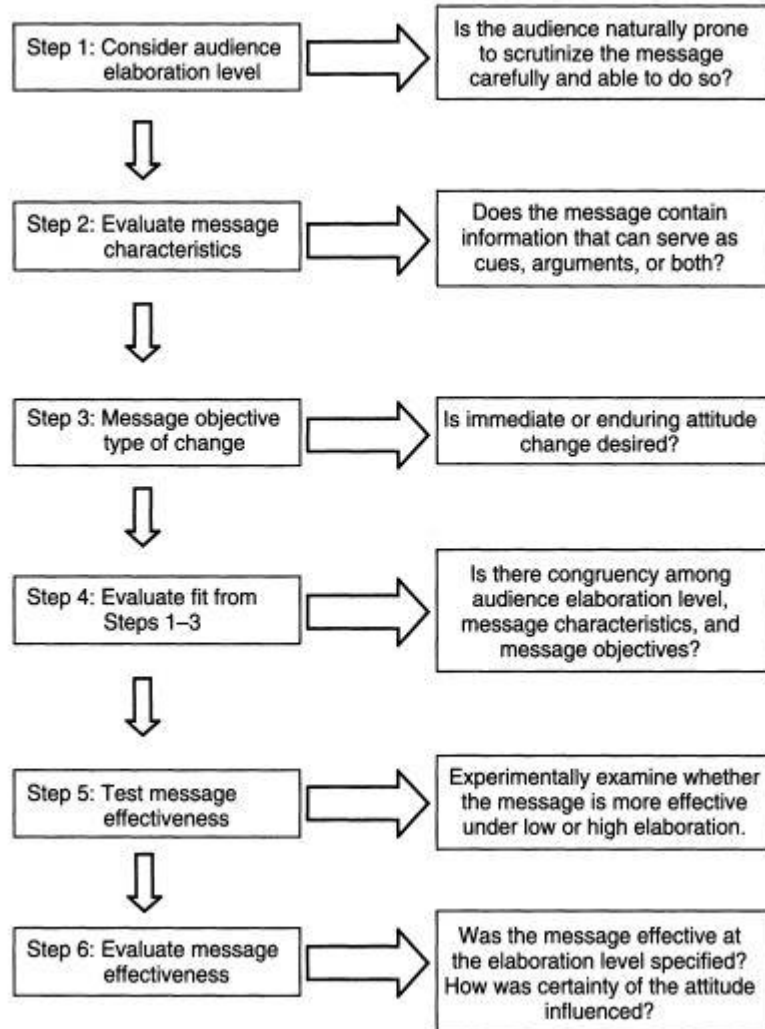 Step 1: Consider audience
elaboration level
Is the audience naturally prone
to scrutinize the message
carefully and able to do so?
Step 2: Evaluate message
characteristics
Does the message contain
information that can serve as
cues, arguments, or both?
Step 3: Message objective
type of change
Is immediate or enduring attitude
change desired?
Step 4: Evaluate fit from
Steps 1–3
Is there congruency among
audience elaboration level,
message characteristics, and
message objectives?
Step 5: Test message
effectiveness
Experimentally examine whether
the message is more effective
under low or high elaboration.
Step 6: Evaluate message
effectiveness
Was the message effective at
the elaboration level specified?
How was certainty of the attitude
influenced?